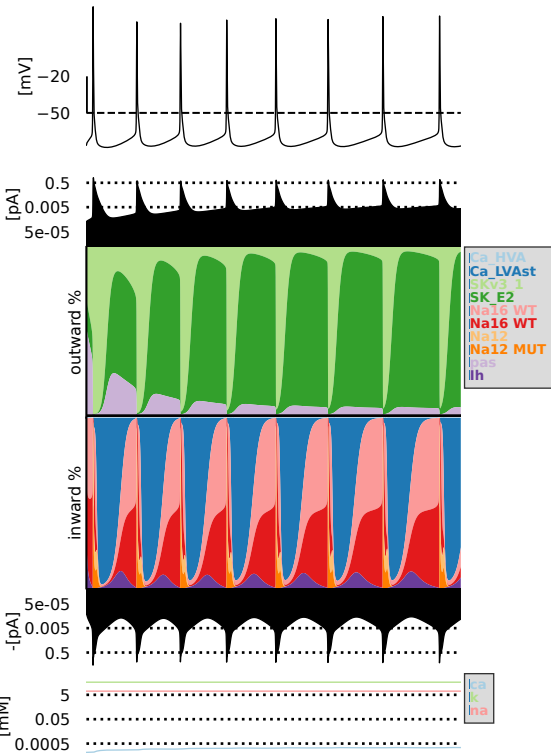 [mV]
−20
−50
[pA]
0.5
0.005
5e-05
outward %
Ca_HVA
Ca_LVAst
SKv3_1
SK_E2
Na16 WT
Na16 WT
Na12
Na12 MUT
pas
Ih
inward %
-[pA]
5e-05
0.005
0.5
[mM]
5
0.05
0.0005
ca
k
na